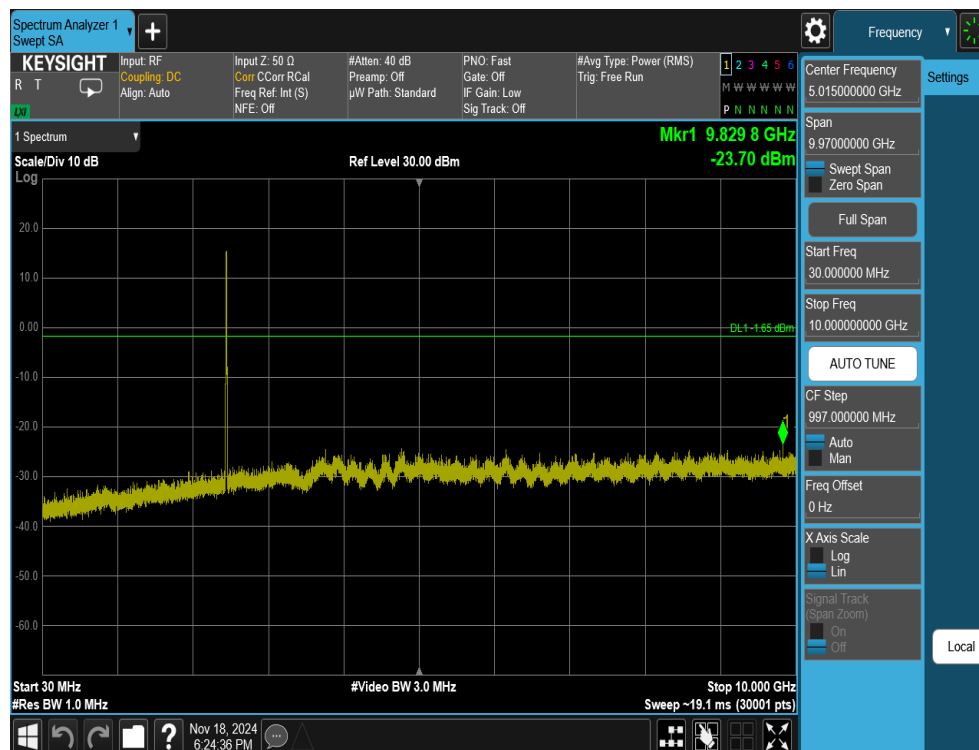 Spectrum Analyzer 1
Swept SA
+
Frequency
KEYSIGHT
R T
LXI
Input: RF
Coupling: DC
Align: Auto
Input Z: 50 Ω
Corr CCorr RCal
Freq Ref: Int (S)
NFE: Off
#Atten: 40 dB
Preamp: Off
µW Path: Standard
PNO: Fast
Gate: Off
IF Gain: Low
Sig Track: Off
#Avg Type: Power (RMS)
Trig: Free Run
1 2 3 4 5 6
M W W W W W
P N N N N N
1 Spectrum
Scale/Div 10 dB
Ref Level 30.00 dBm
Mkr1 9.829 8 GHz
-23.70 dBm
Log
20.0
10.0
0.00
DL1 -1.65 dBm
-10.0
-20.0
1
-30.0
-40.0
-50.0
-60.0
Start 30 MHz
#Video BW 3.0 MHz
Stop 10.000 GHz
#Res BW 1.0 MHz
Sweep ~19.1 ms (30001 pts)
Center Frequency
5.015000000 GHz
Settings
Span
9.97000000 GHz
Swept Span
Zero Span
Full Span
Start Freq
30.000000 MHz
Stop Freq
10.000000000 GHz
AUTO TUNE
CF Step
997.000000 MHz
Auto
Man
Freq Offset
0 Hz
X Axis Scale
Log
Lin
Signal Track
(Span Zoom)
On
Off
Local
?
Nov 18, 2024
6:24:36 PM